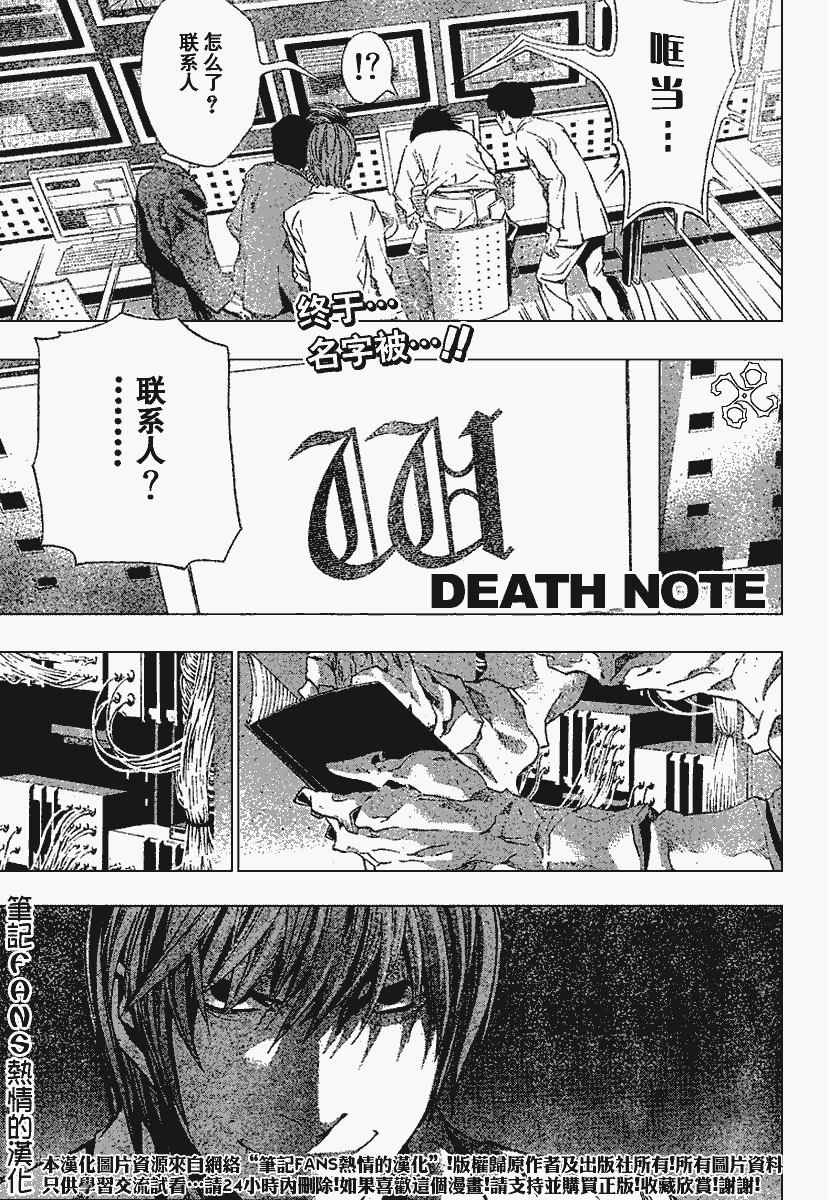 哐当…
!?
怎么了?
联系人
终于…
名字被…!!
联系人?
………
W
DEATH NOTE
筆記FANS熱情的漢化
本漢化圖片資源來自網絡“筆記FANS熱情的漢化”!版權歸原作者及出版社所有!所有圖片資料
只供學習交流試看…請24小時內刪除!如果喜歡這個漫畫!請支持並購買正版!收藏欣賞!謝謝!